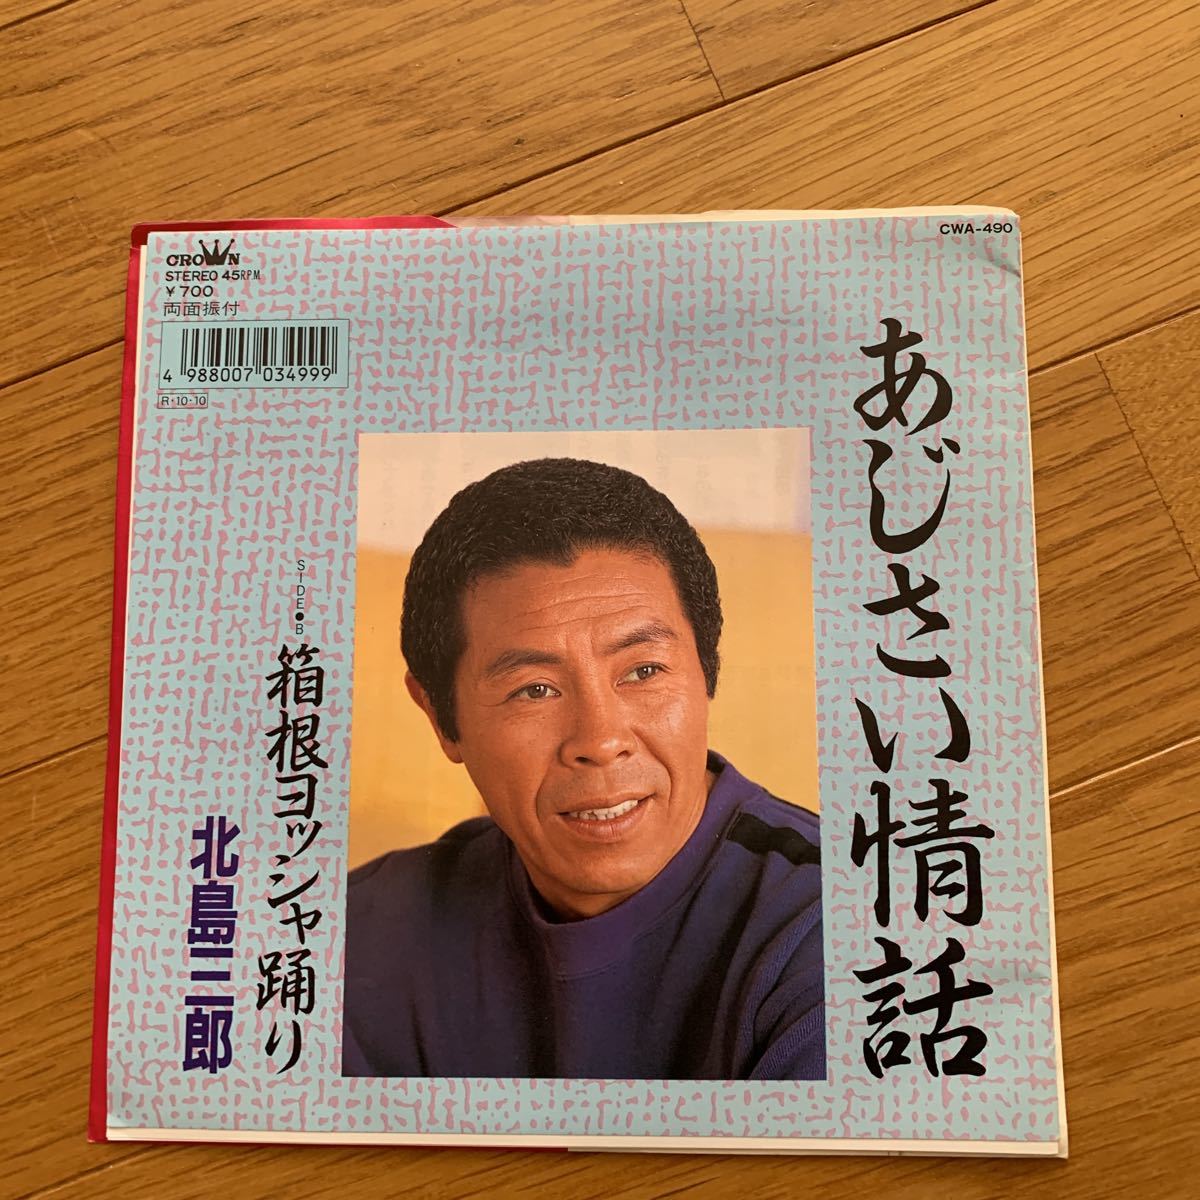 CROWN
STEREO 45RPM
¥700
両面振付
4 988007 034999
R・10・10
CWA-490
あじさい情話
SIDE●B
箱根ヨッシャ踊り
北島三郎